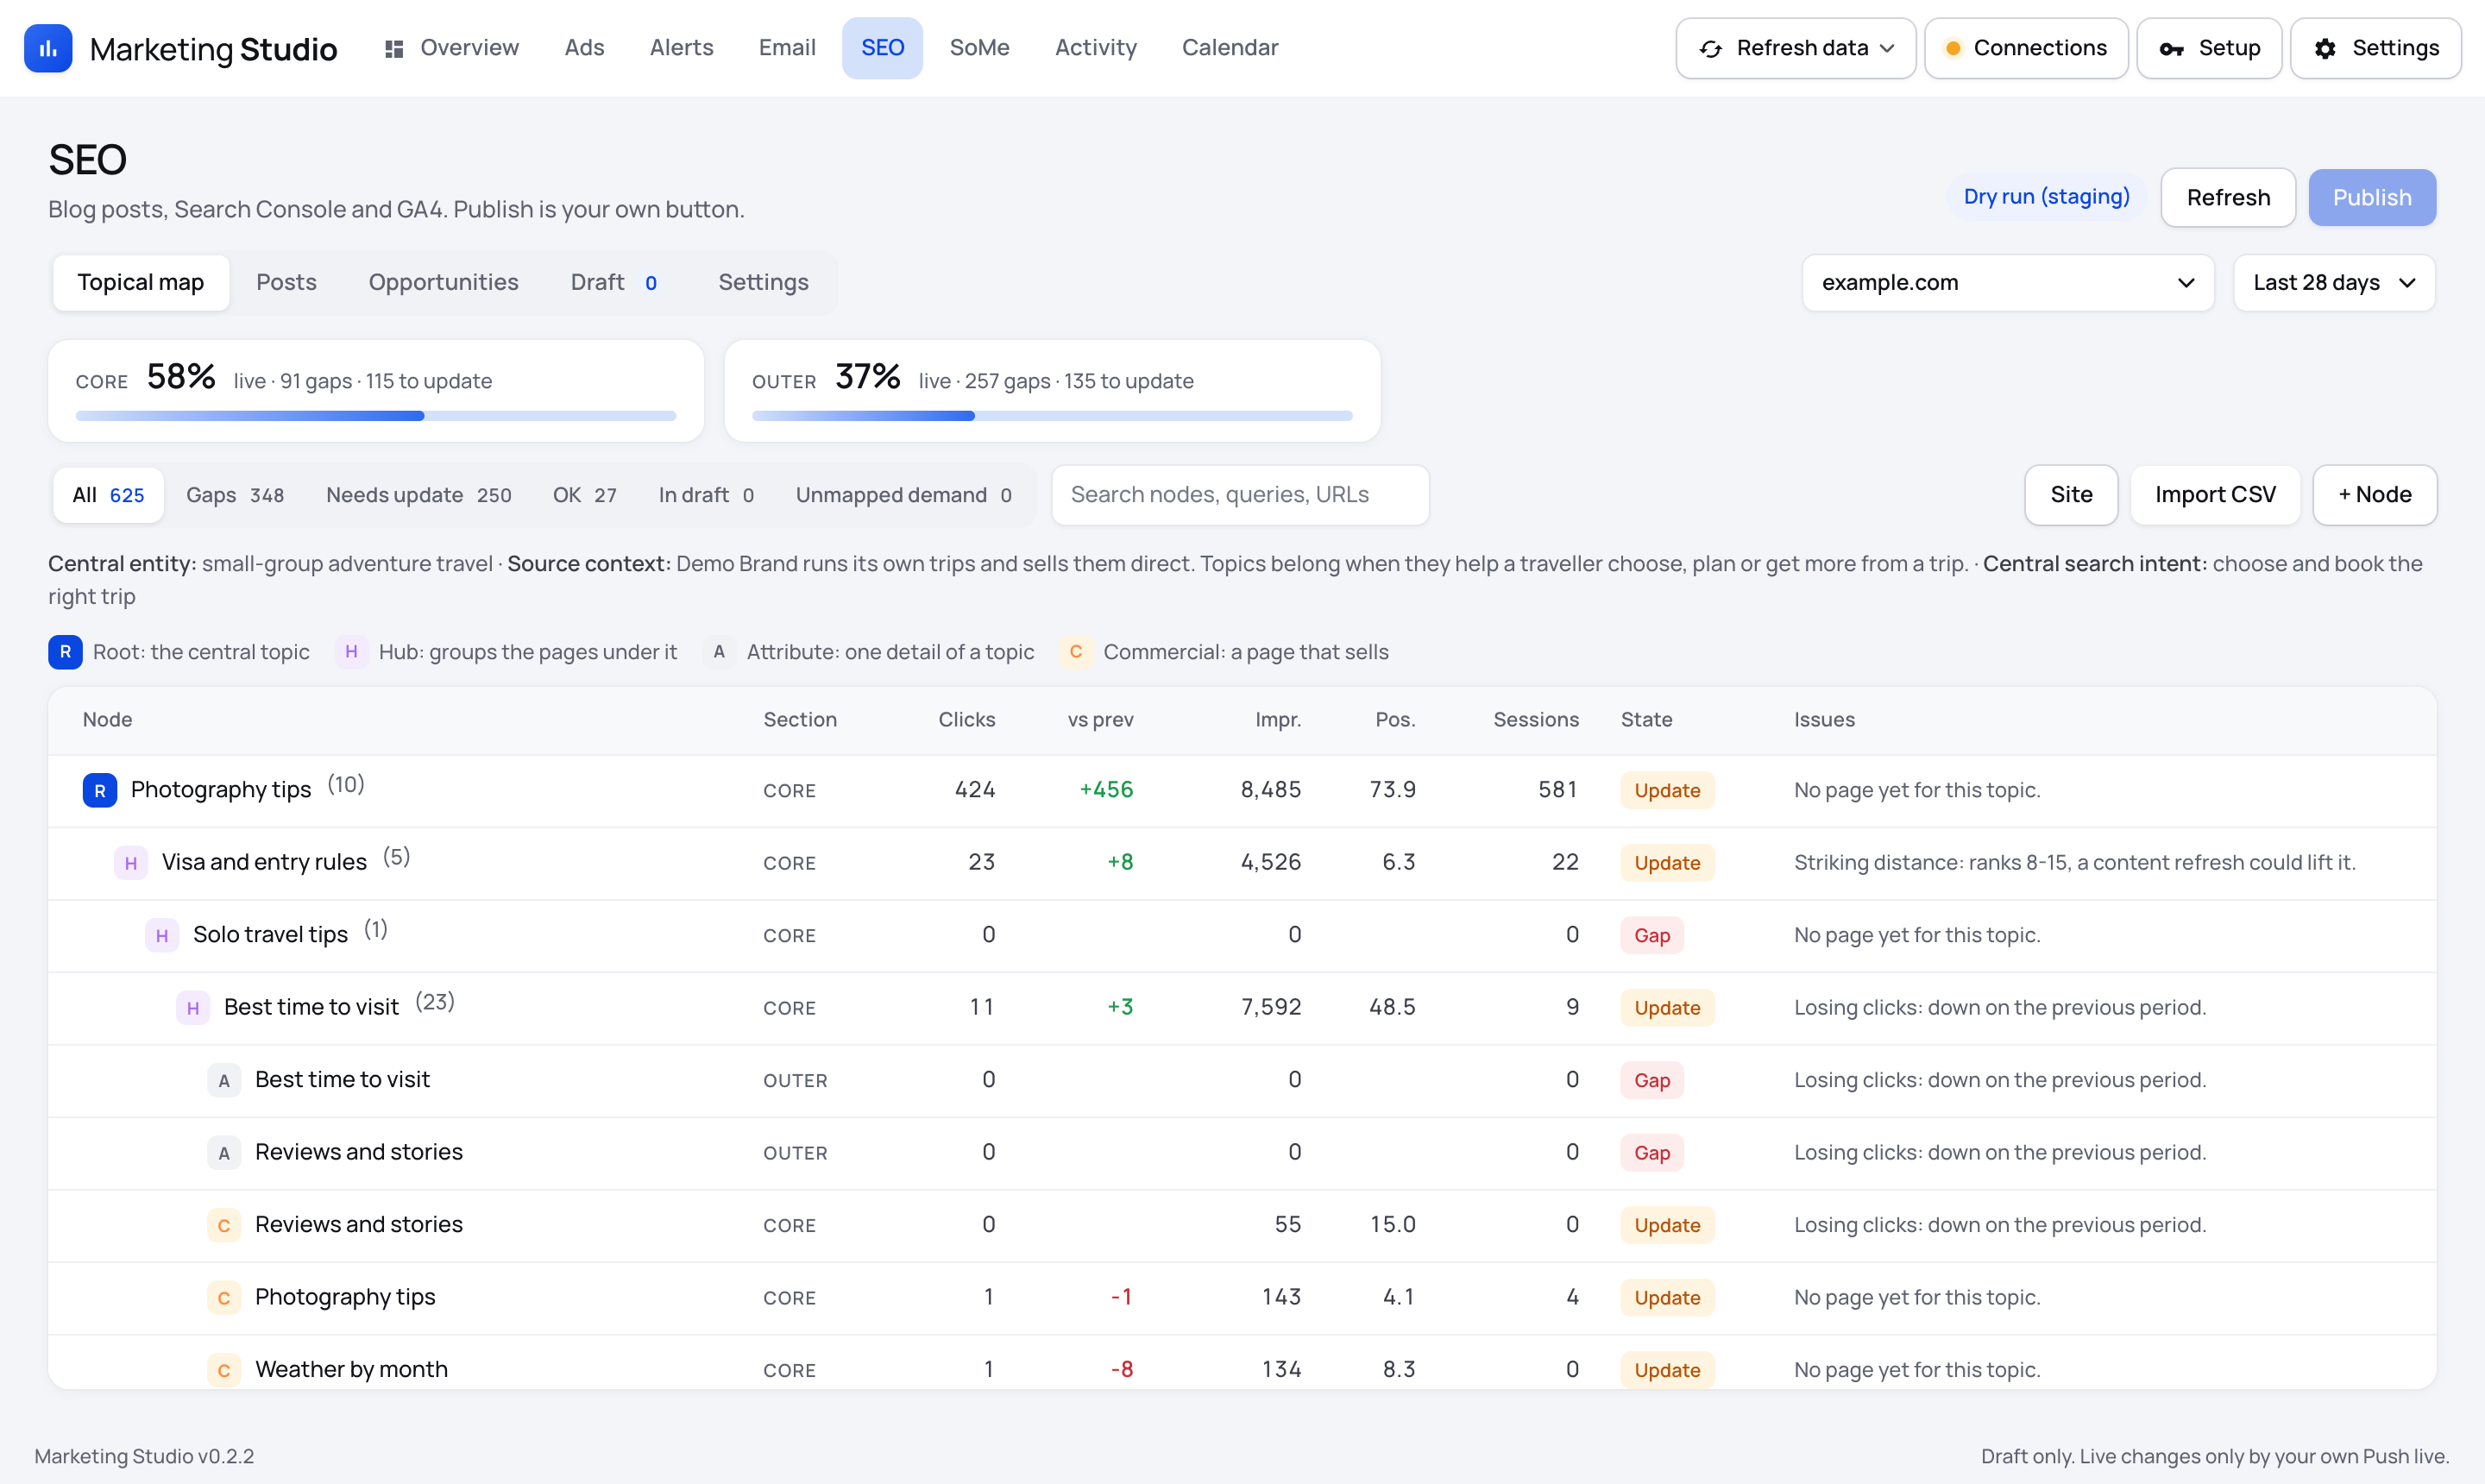 Marketing Studio Overview Ads Alerts Email SEO SoMe Activity Calendar Refresh data Connections Setup Settings
SEO
Blog posts, Search Console and GA4. Publish is your own button.
Dry run (staging) Refresh Publish
Topical map Posts Opportunities Draft 0 Settings example.com Last 28 days
CORE 58% live · 91 gaps · 115 to update
OUTER 37% live · 257 gaps · 135 to update
All 625 Gaps 348 Needs update 250 OK 27 In draft 0 Unmapped demand 0 Search nodes, queries, URLs Site Import CSV + Node
Central entity: small-group adventure travel · Source context: Demo Brand runs its own trips and sells them direct. Topics belong when they help a traveller choose, plan or get more from a trip. · Central search intent: choose and book the
right trip
R Root: the central topic H Hub: groups the pages under it A Attribute: one detail of a topic C Commercial: a page that sells
Node Section Clicks vs prev Impr. Pos. Sessions State Issues
R Photography tips (10) CORE 424 +456 8,485 73.9 581 Update No page yet for this topic.
H Visa and entry rules (5) CORE 23 +8 4,526 6.3 22 Update Striking distance: ranks 8-15, a content refresh could lift it.
H Solo travel tips (1) CORE 0 0 0 Gap No page yet for this topic.
H Best time to visit (23) CORE 11 +3 7,592 48.5 9 Update Losing clicks: down on the previous period.
A Best time to visit OUTER 0 0 0 Gap Losing clicks: down on the previous period.
A Reviews and stories OUTER 0 0 0 Gap Losing clicks: down on the previous period.
C Reviews and stories CORE 0 55 15.0 0 Update Losing clicks: down on the previous period.
C Photography tips CORE 1 -1 143 4.1 4 Update No page yet for this topic.
C Weather by month CORE 1 -8 134 8.3 0 Update No page yet for this topic.
Marketing Studio v0.2.2 Draft only. Live changes only by your own Push live.